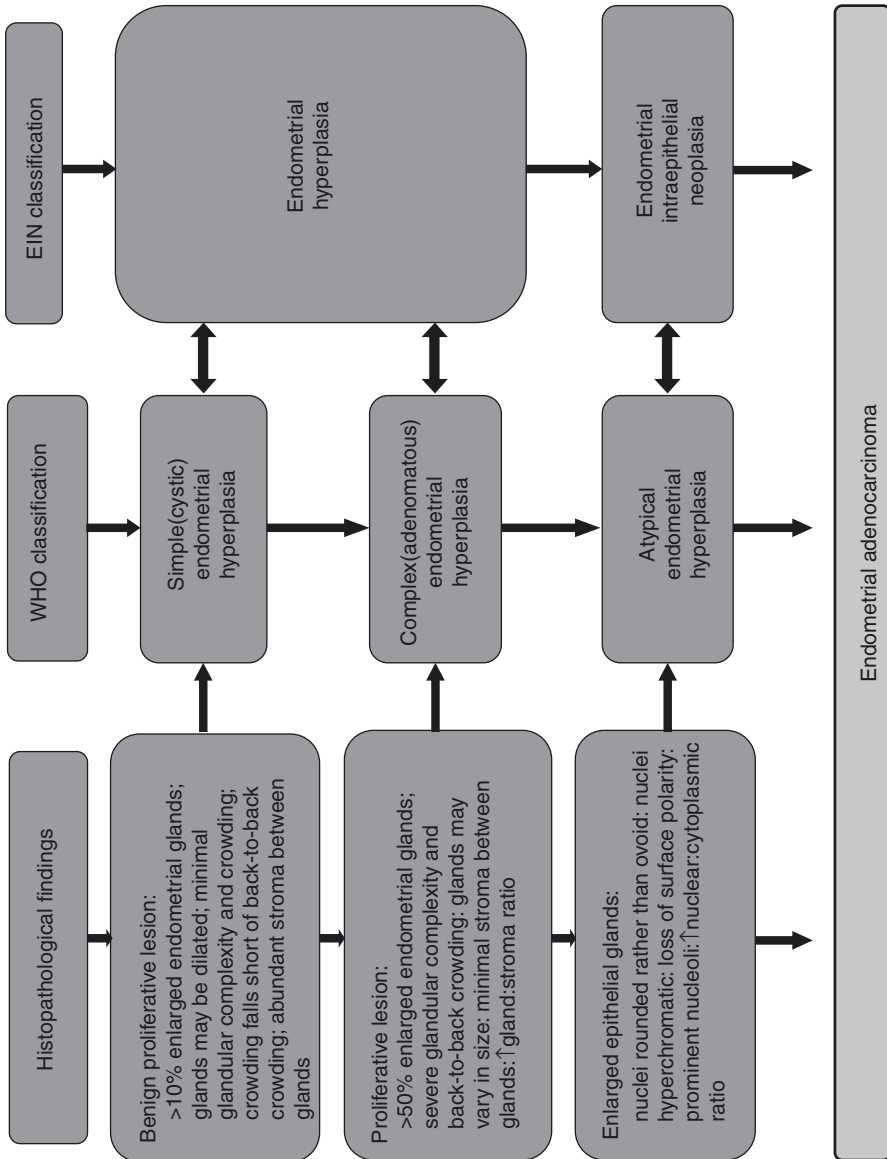 Histopathological findings
WHO classification
EIN classification
Benign proliferative lesion:
>10% enlarged endometrial glands;
glands may be dilated; minimal
glandular complexity and crowding;
crowding falls short of back-to-back
crowding; abundant stroma between
glands
Simple(cystic)
endometrial
hyperplasia
Endometrial
hyperplasia
Proliferative lesion:
>50% enlarged endometrial glands;
severe glandular complexity and
back-to-back crowding: glands may
vary in size: minimal stroma between
glands:↑gland:stroma ratio
Complex(adenomatous)
endometrial
hyperplasia
Enlarged epithelial glands:
nuclei rounded rather than ovoid: nuclei
hyperchromatic: loss of surface polarity:
prominent nucleoli:↑nuclear:cytoplasmic
ratio
Atypical
endometrial
hyperplasia
Endometrial
intraepithelial
neoplasia
Endometrial adenocarcinoma